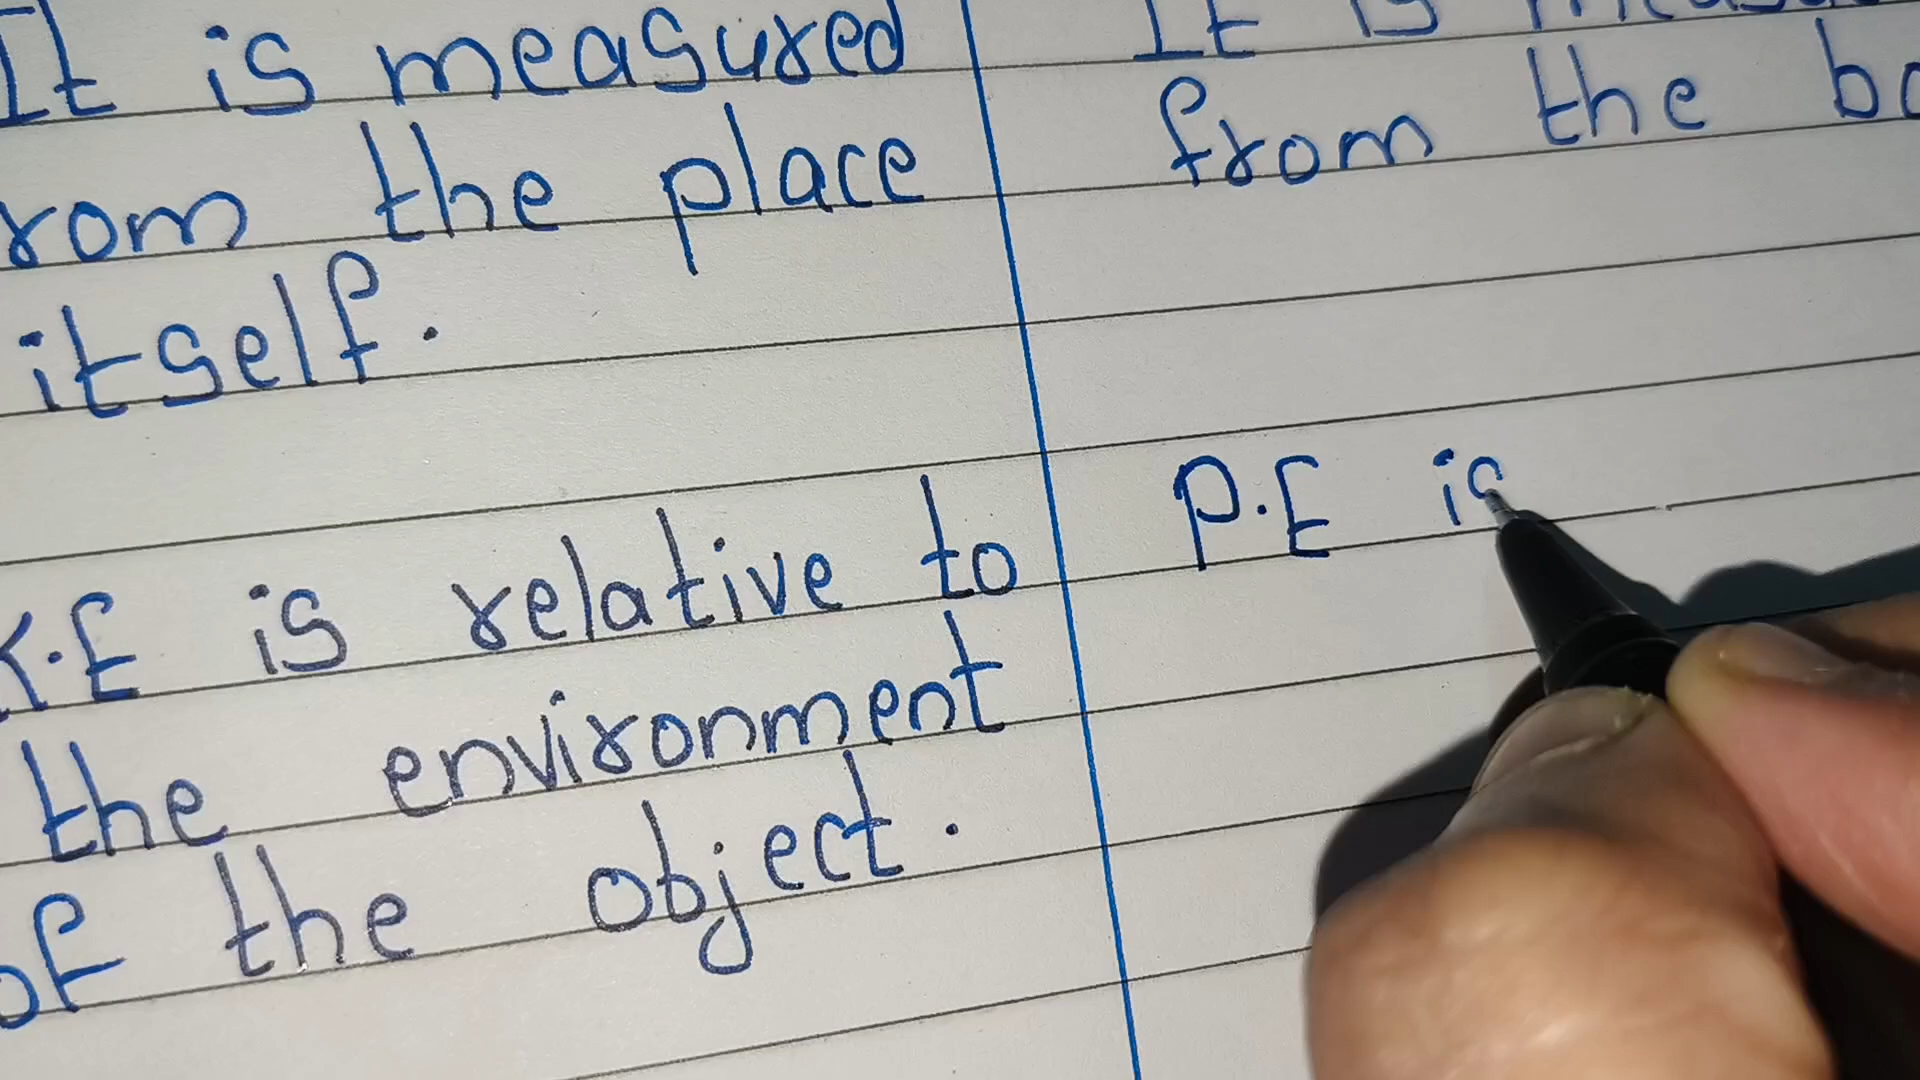 It is measured
rom the place
itself.
K.E is relative to
the environment
of the object.
It is
from the
P.E is